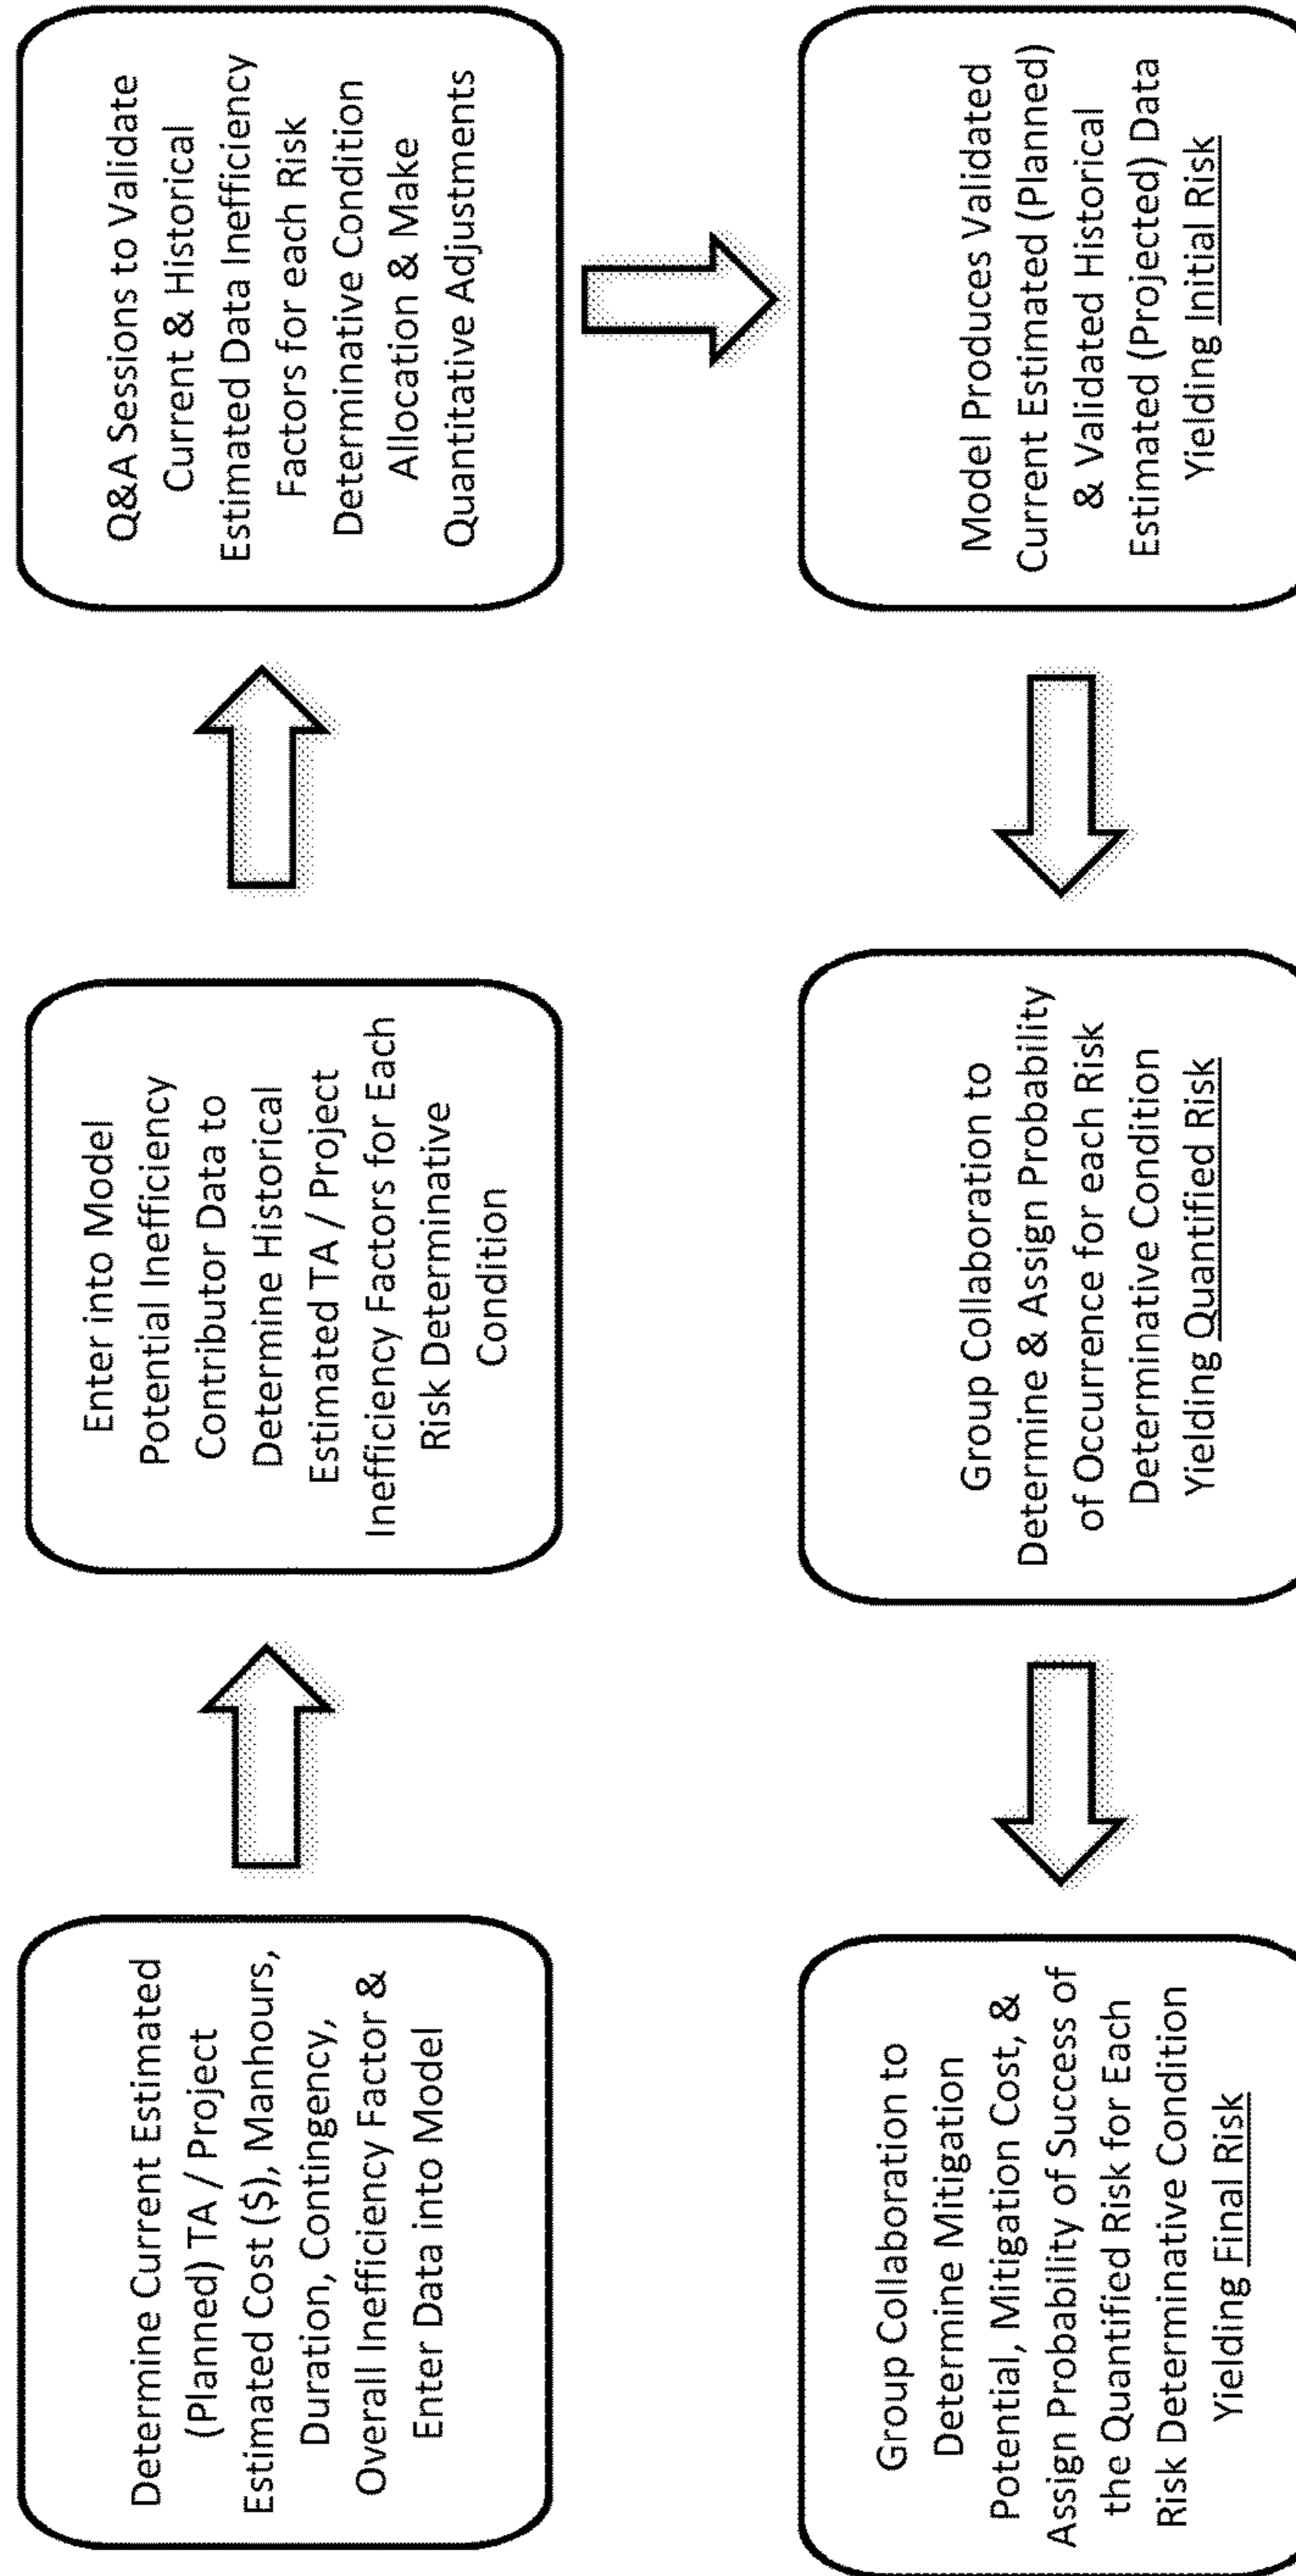 Determine Current Estimated
(Planned) TA / Project
Estimated Cost ($), Manhours,
Duration, Contingency,
Overall Inefficiency Factor &
Enter Data into Model
Enter into Model
Potential Inefficiency
Contributor Data to
Determine Historical
Estimated TA / Project
Inefficiency Factors for Each
Risk Determinative
Condition
Q&A Sessions to Validate
Current & Historical
Estimated Data Inefficiency
Factors for each Risk
Determinative Condition
Allocation & Make
Quantitative Adjustments
Model Produces Validated
Current Estimated (Planned)
& Validated Historical
Estimated (Projected) Data
Yielding Initial Risk
Group Collaboration to
Determine & Assign Probability
of Occurrence for each Risk
Determinative Condition
Yielding Quantified Risk
Group Collaboration to
Determine Mitigation
Potential, Mitigation Cost, &
Assign Probability of Success of
the Quantified Risk for Each
Risk Determinative Condition
Yielding Final Risk